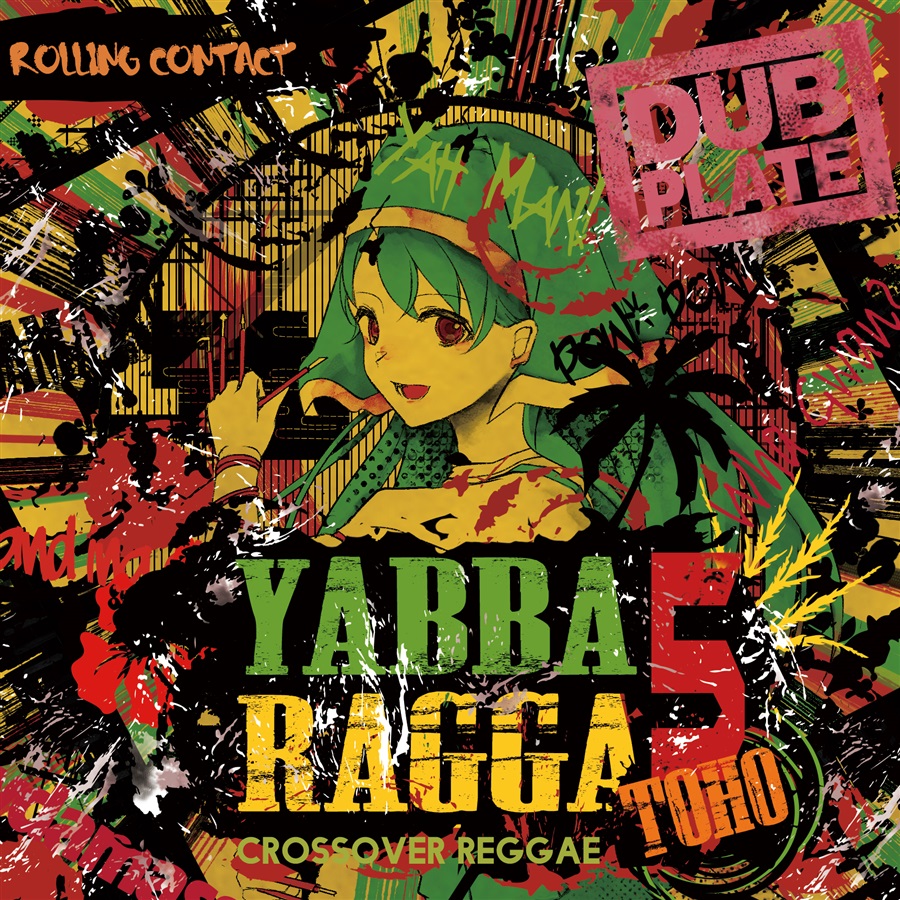 ROLLING CONTACT
DUB
PLATE
YAH MAN!!
YABBA
RAGGA
5
TOHO
CROSSOVER REGGAE